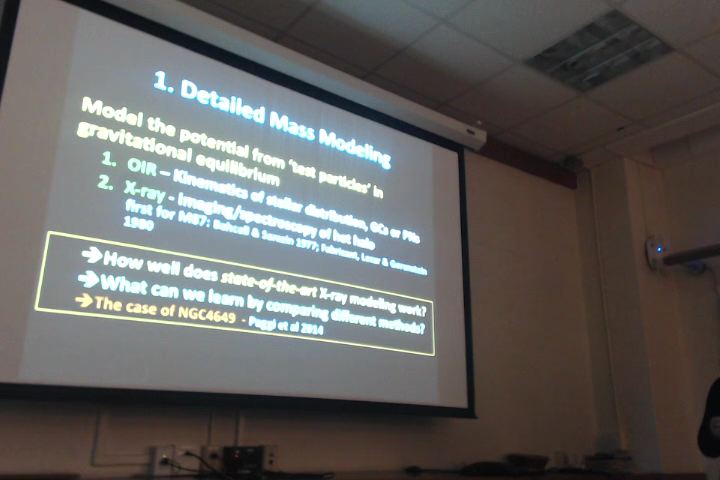 1. Detailed Mass Modeling
Model the potential from 'test particles' in
gravitational equilibrium
1. OIR – Kinematics of stellar distribution, GCs or PNs
2. X-ray - imaging/spectroscopy of hot halo
first for M87: Bahcall & Sarazin 1977; Fabricant, Lecar & Gorenstein
1980
➔How well does state-of-the-art X-ray modeling work?
➔What can we learn by comparing different methods?
➔The case of NGC4649 - Paggi et al 2014